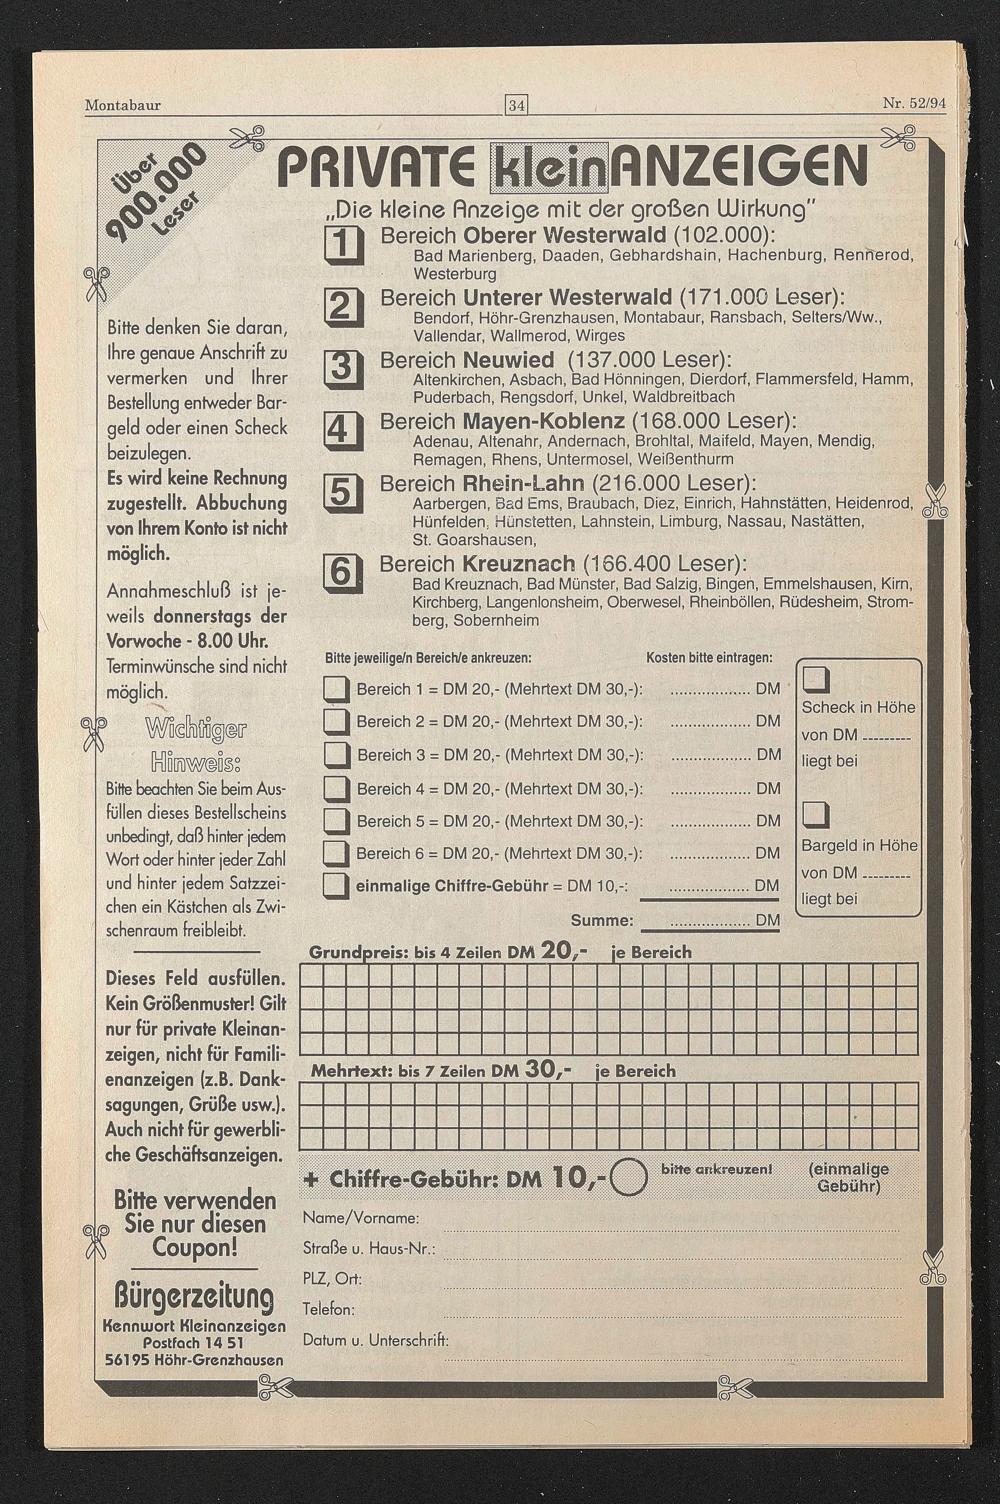 Montabaur
34
Nr. 52/94
Über
900.000
Leser
PRIVATE kleinANZEIGEN
„Die kleine Anzeige mit der großen Wirkung"
1 Bereich Oberer Westerwald (102.000):
Bad Marienberg, Daaden, Gebhardshain, Hachenburg, Rennerod,
Westerburg
2 Bereich Unterer Westerwald (171.000 Leser):
Bendorf, Höhr-Grenzhausen, Montabaur, Ransbach, Selters/Ww.,
Vallendar, Wallmerod, Wirges
3 Bereich Neuwied (137.000 Leser):
Altenkirchen, Asbach, Bad Hönningen, Dierdorf, Flammersfeld, Hamm,
Puderbach, Rengsdorf, Unkel, Waldbreitbach
4 Bereich Mayen-Koblenz (168.000 Leser):
Adenau, Altenahr, Andernach, Brohltal, Maifeld, Mayen, Mendig,
Remagen, Rhens, Untermosel, Weißenthurm
5 Bereich Rhein-Lahn (216.000 Leser):
Aarbergen, Bad Ems, Braubach, Diez, Einrich, Hahnstätten, Heidenrod,
Hünfelden, Hünstetten, Lahnstein, Limburg, Nassau, Nastätten,
St. Goarshausen,
6 Bereich Kreuznach (166.400 Leser):
Bad Kreuznach, Bad Münster, Bad Salzig, Bingen, Emmelshausen, Kirn,
Kirchberg, Langenlonsheim, Oberwesel, Rheinböllen, Rüdesheim, Strom-
berg, Sobernheim
Bitte denken Sie daran,
Ihre genaue Anschrift zu
vermerken und Ihrer
Bestellung entweder Bar-
geld oder einen Scheck
beizulegen.
Es wird keine Rechnung
zugestellt. Abbuchung
von Ihrem Konto ist nicht
möglich.
Annahmeschluß ist je-
weils donnerstags der
Vorwoche - 8.00 Uhr.
Terminwünsche sind nicht
möglich.
Wichtiger
Hinweis:
Bitte beachten Sie beim Aus-
füllen dieses Bestellscheins
unbedingt, daß hinter jedem
Wort oder hinter jeder Zahl
und hinter jedem Satzzei-
chen ein Kästchen als Zwi-
schenraum freibleibt.
Dieses Feld ausfüllen.
Kein Größenmuster! Gilt
nur für private Kleinan-
zeigen, nicht für Famili-
enanzeigen (z.B. Dank-
sagungen, Grüße usw.).
Auch nicht für gewerbli-
che Geschäftsanzeigen.
Bitte verwenden
Sie nur diesen
Coupon!
Bürgerzeitung
Kennwort Kleinanzeigen
Postfach 14 51
56195 Höhr-Grenzhausen
Bitte jeweilige/n Bereich/e ankreuzen: Kosten bitte eintragen:
Bereich 1 = DM 20,- (Mehrtext DM 30,-): .................. DM
Bereich 2 = DM 20,- (Mehrtext DM 30,-): .................. DM
Bereich 3 = DM 20,- (Mehrtext DM 30,-): .................. DM
Bereich 4 = DM 20,- (Mehrtext DM 30,-): .................. DM
Bereich 5 = DM 20,- (Mehrtext DM 30,-): .................. DM
Bereich 6 = DM 20,- (Mehrtext DM 30,-): .................. DM
einmalige Chiffre-Gebühr = DM 10,-: .................. DM
Summe: .................. DM
Scheck in Höhe
von DM ---------
liegt bei
Bargeld in Höhe
von DM ---------
liegt bei
Grundpreis: bis 4 Zeilen DM 20,- je Bereich
Mehrtext: bis 7 Zeilen DM 30,- je Bereich
+ Chiffre-Gebühr: DM 10,- bitte ankreuzen! (einmalige
Gebühr)
Name/Vorname:
Straße u. Haus-Nr.:
PLZ, Ort:
Telefon:
Datum u. Unterschrift: